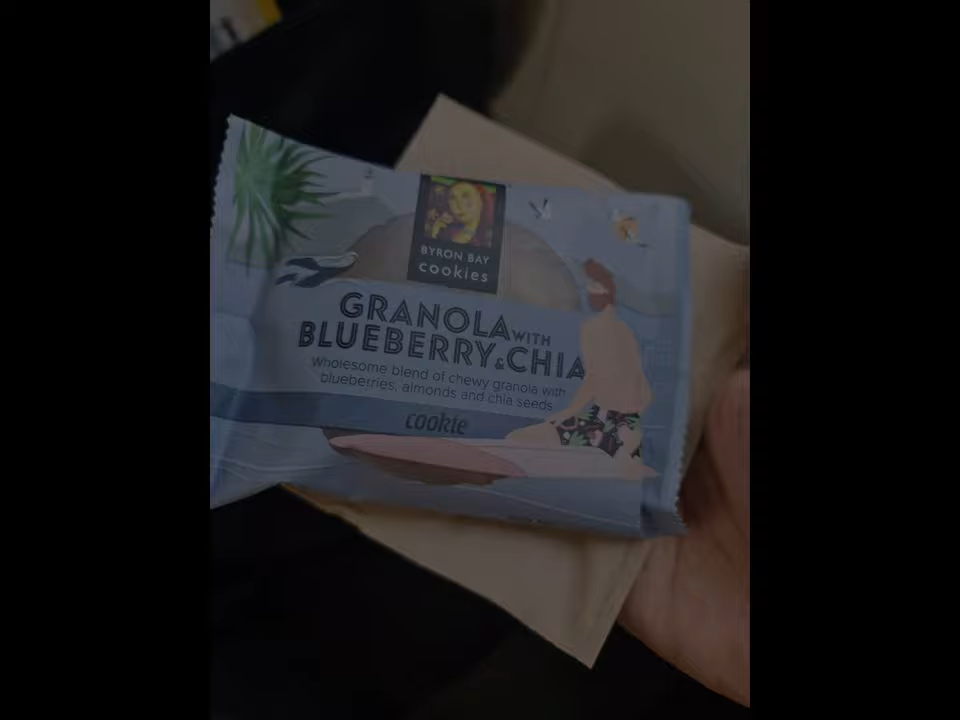 BYRON BAY
cookies
GRANOLA WITH
BLUEBERRY & CHIA
Wholesome blend of chewy granola with
blueberries, almonds and chia seeds
cookie